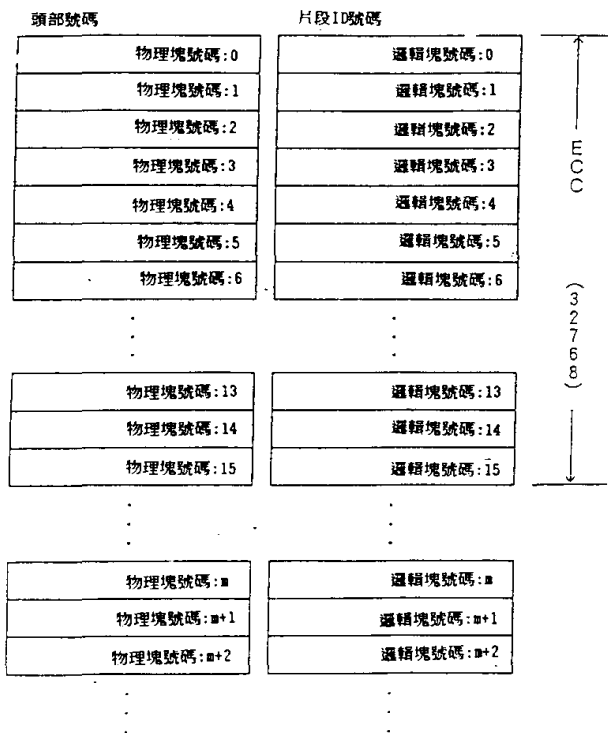 頭部號碼 片段ID號碼
物理塊號碼:0 邏輯塊號碼:0
物理塊號碼:1 邏輯塊號碼:1
物理塊號碼:2 邏輯塊號碼:2
物理塊號碼:3 邏輯塊號碼:3
物理塊號碼:4 邏輯塊號碼:4
物理塊號碼:5 邏輯塊號碼:5
物理塊號碼:6 邏輯塊號碼:6
物理塊號碼:13 邏輯塊號碼:13
物理塊號碼:14 邏輯塊號碼:14
物理塊號碼:15 邏輯塊號碼:15
物理塊號碼:m 邏輯塊號碼:m
物理塊號碼:m+1 邏輯塊號碼:m+1
物理塊號碼:m+2 邏輯塊號碼:m+2
ECC
(32768)